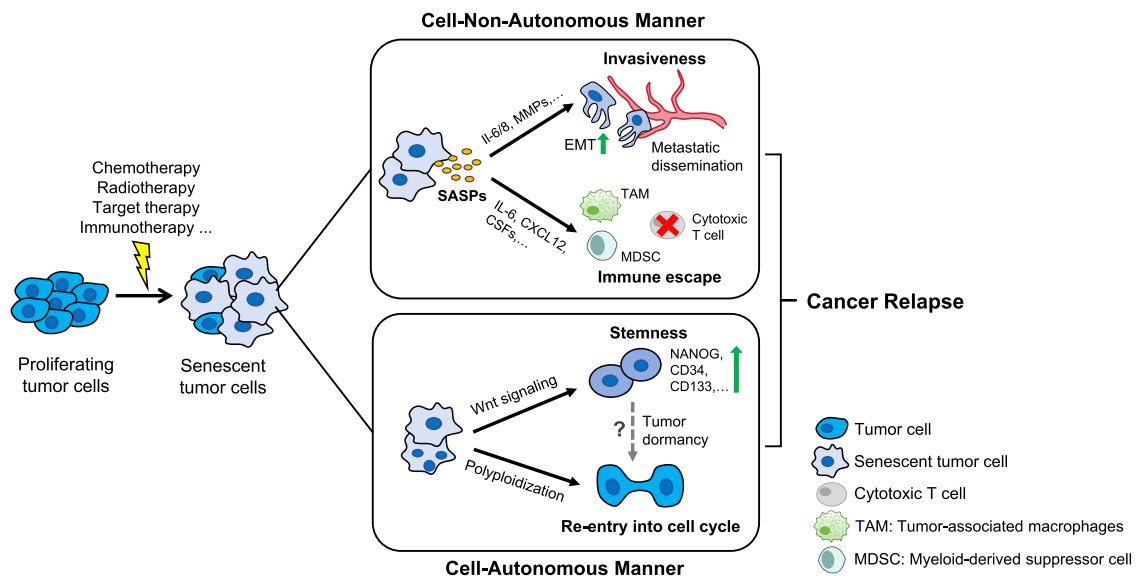 Cell-Non-Autonomous Manner
Chemotherapy
Radiotherapy
Target therapy
Immunotherapy ...
Proliferating
tumor cells
Senescent
tumor cells
SASPs
Il-6/8, MMPs,...
IL-6, CXCL12,
CSFs,...
Invasiveness
EMT
Metastatic
dissemination
TAM
Cytotoxic
T cell
MDSC
Immune escape
Stemness
NANOG,
CD34,
CD133,...
Wnt signaling
Polyploidization
?
Tumor
dormancy
Re-entry into cell cycle
Cell-Autonomous Manner
Cancer Relapse
Tumor cell
Senescent tumor cell
Cytotoxic T cell
TAM: Tumor-associated macrophages
MDSC: Myeloid-derived suppressor cell